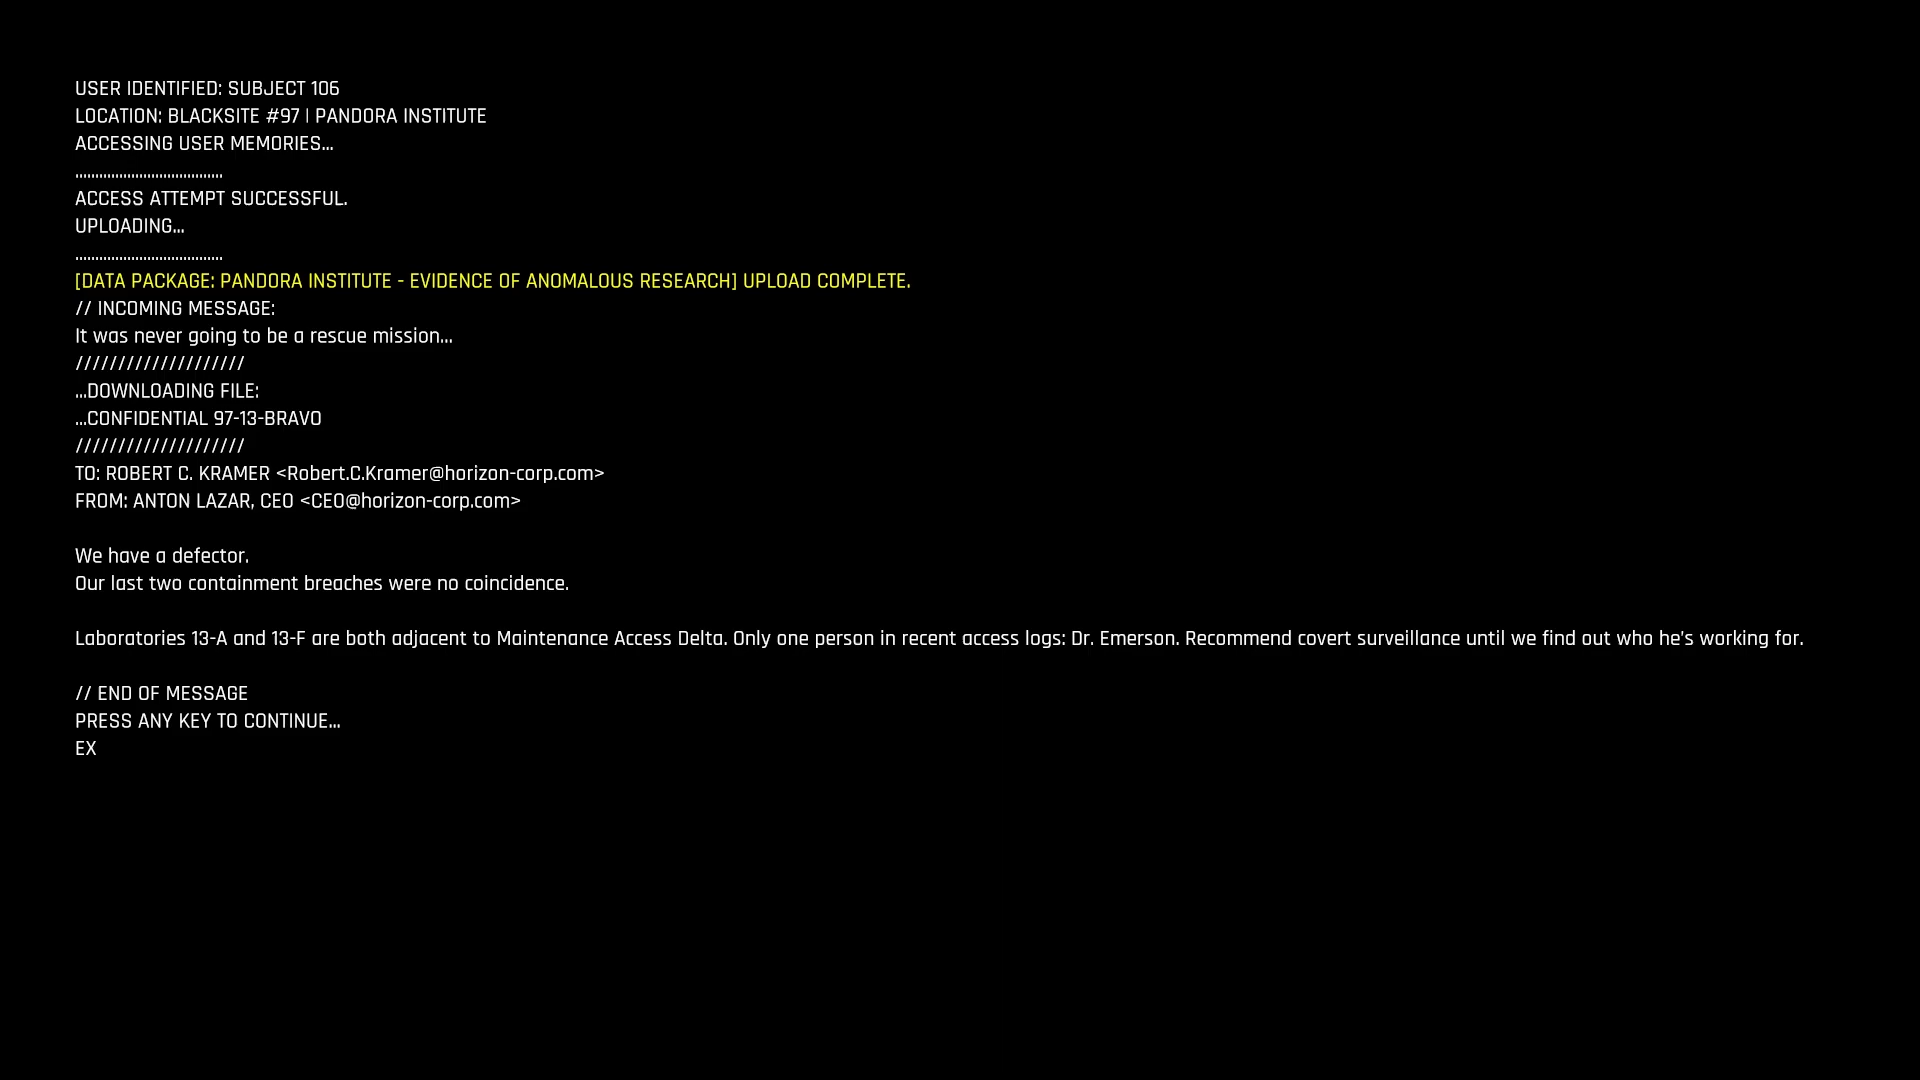 USER IDENTIFIED: SUBJECT 106
LOCATION: BLACKSITE #97 | PANDORA INSTITUTE
ACCESSING USER MEMORIES...
.....................................
ACCESS ATTEMPT SUCCESSFUL.
UPLOADING...
.....................................
[DATA PACKAGE: PANDORA INSTITUTE - EVIDENCE OF ANOMALOUS RESEARCH] UPLOAD COMPLETE.
// INCOMING MESSAGE:
It was never going to be a rescue mission...
////////////////////
...DOWNLOADING FILE:
...CONFIDENTIAL 97-13-BRAVO
////////////////////
TO: ROBERT C. KRAMER <Robert.C.Kramer@horizon-corp.com>
FROM: ANTON LAZAR, CEO <CEO@horizon-corp.com>
We have a defector.
Our last two containment breaches were no coincidence.
Laboratories 13-A and 13-F are both adjacent to Maintenance Access Delta. Only one person in recent access logs: Dr. Emerson. Recommend covert surveillance until we find out who he's working for.
// END OF MESSAGE
PRESS ANY KEY TO CONTINUE...
EX